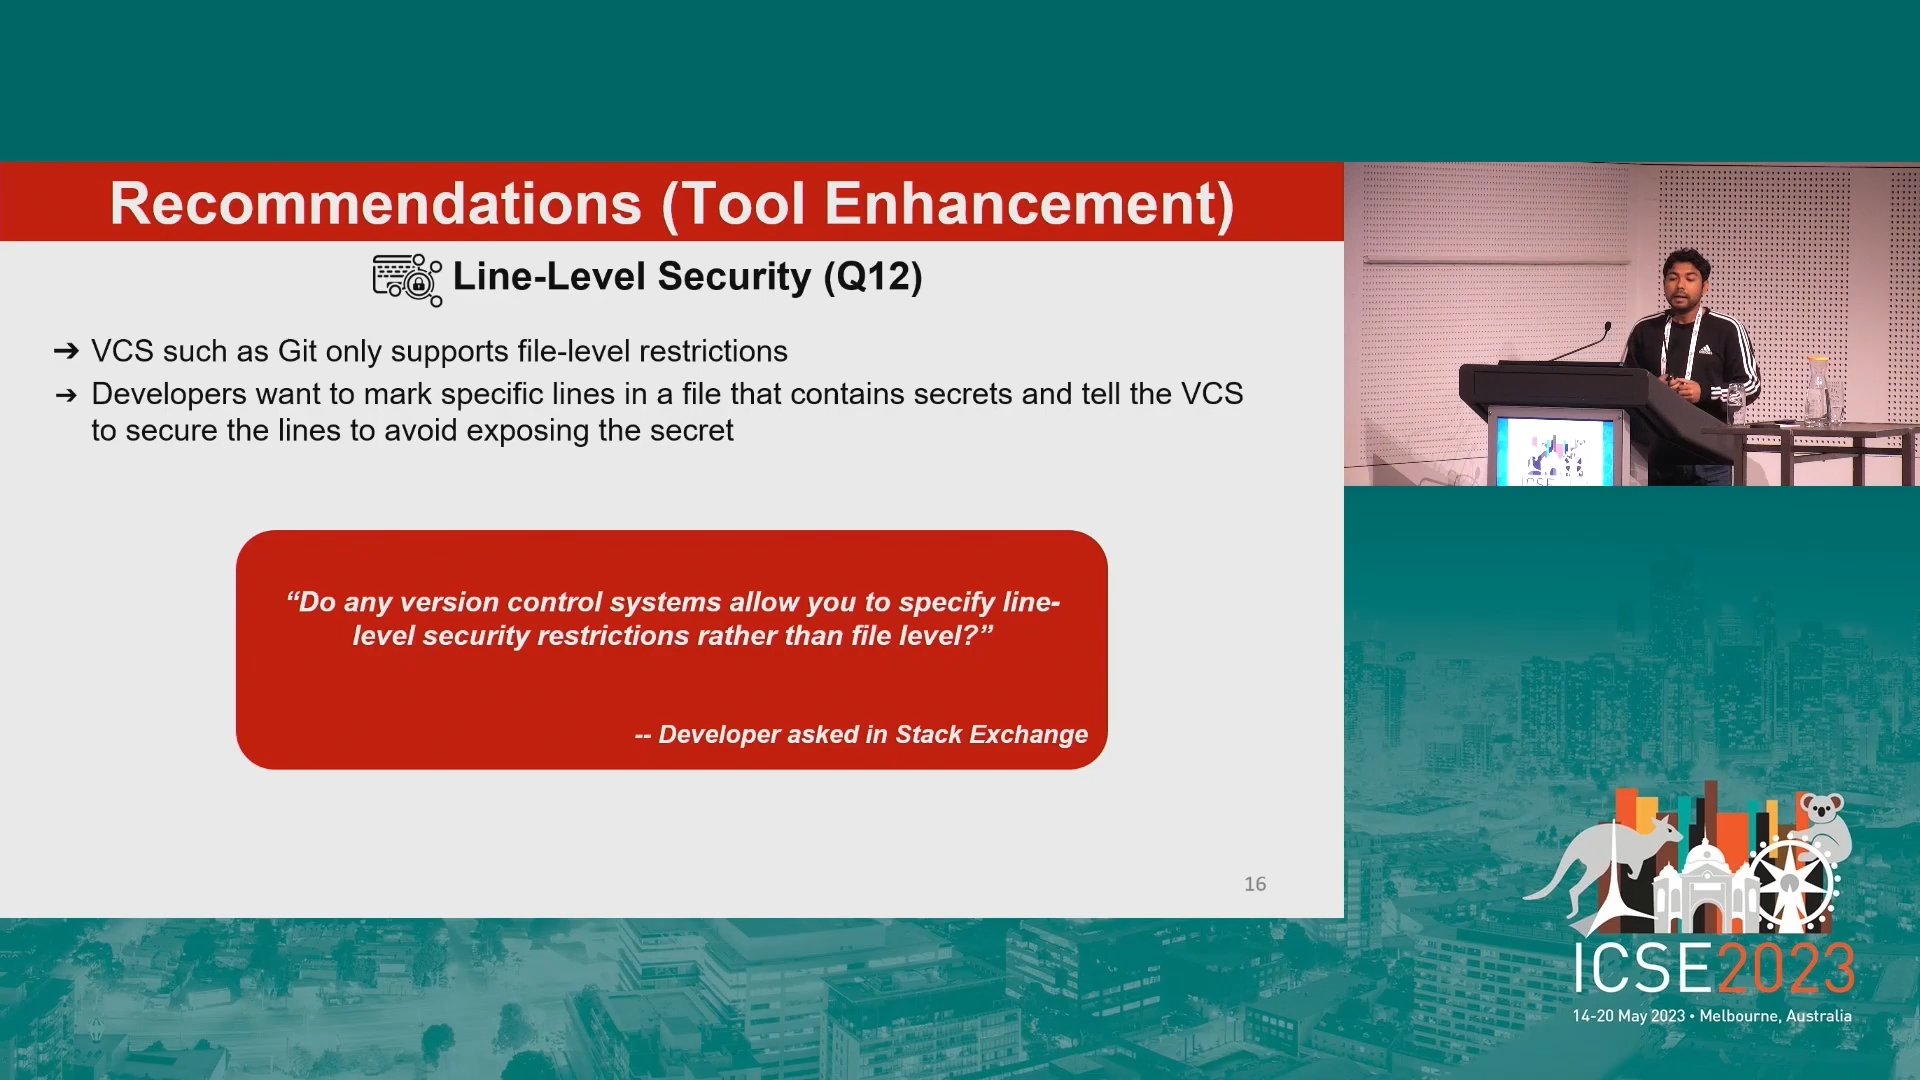 Recommendations (Tool Enhancement)
Line-Level Security (Q12)
➔ VCS such as Git only supports file-level restrictions
➔ Developers want to mark specific lines in a file that contains secrets and tell the VCS
to secure the lines to avoid exposing the secret
“Do any version control systems allow you to specify line-
level security restrictions rather than file level?”
-- Developer asked in Stack Exchange
16
ICSE
ICSE2023
14-20 May 2023 • Melbourne, Australia